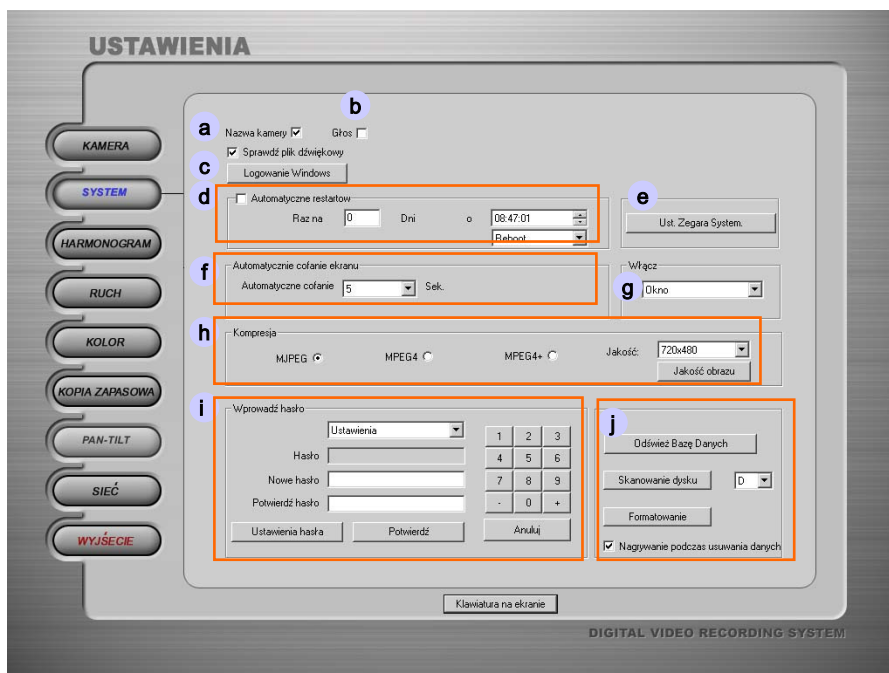 USTAWIENIA
b
a Nazwa kamery Głos
Sprawdź plik dźwiękowy
c Logowanie Windows
d Automatyczne restartow
Raz na 0 Dni o 08:47:01
Reboot
e
Ust. Zegara System.
f Automatycznie cofanie ekranu
Automatyczne cofanie 5 Sek.
Włącz
g Okno
h Kompresja
MJPEG MPEG4 MPEG4+ Jakość: 720x480
Jakość obrazu
i Wprowadź hasło
Ustawienia
Hasło
Nowe hasło
Potwierdź hasło
Ustawienia hasła Potwierdź
1 2 3
4 5 6
7 8 9
- 0 +
Anuluj
j
Odśwież Bazę Danych
Skanowanie dysku D
Formatowanie
Nagrywanie podczas usuwania danych
KAMERA
SYSTEM
HARMONOGRAM
RUCH
KOLOR
KOPIA ZAPASOWA
PAN-TILT
SIEĆ
WYJŚECIE
Klawiatura na ekranie
DIGITAL VIDEO RECORDING SYSTEM